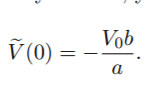 Ṽ(0) = −V₀b/a.